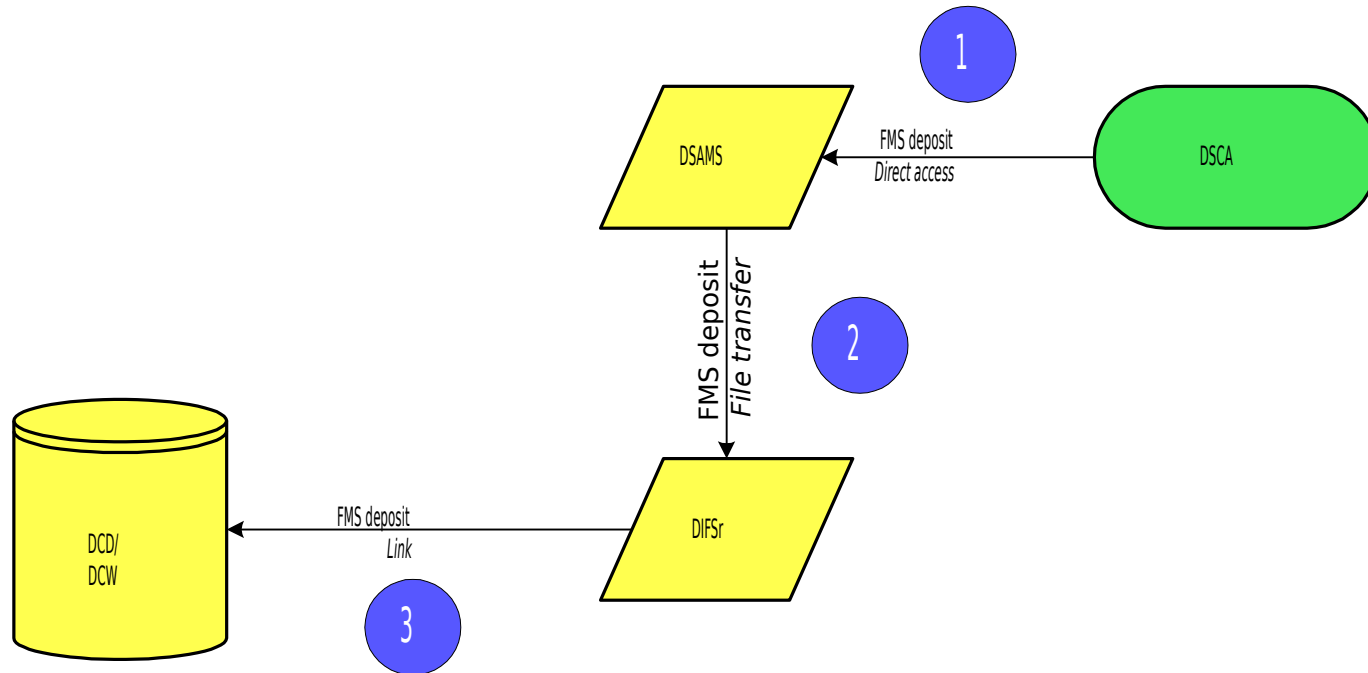 1
FMS deposit
Direct access
DSAMS
DSCA
FMS deposit
File transfer
2
FMS deposit
Link
DIFSr
DCD/
DCW
3